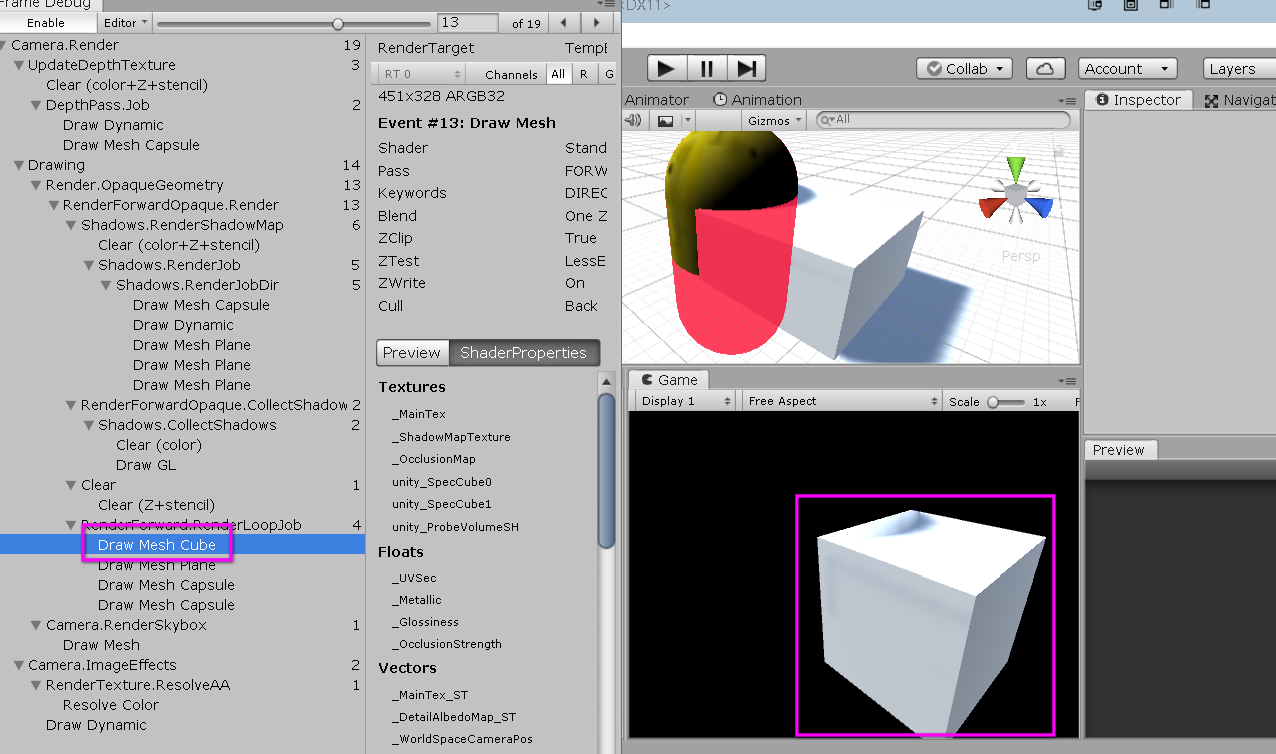 Frame Debug
Enable
Editor
13
of 19
Camera.Render 19
UpdateDepthTexture 3
Clear (color+Z+stencil)
DepthPass.Job 2
Draw Dynamic
Draw Mesh Capsule
Drawing 14
Render.OpaqueGeometry 13
RenderForwardOpaque.Render 13
Shadows.RenderShadowMap 6
Clear (color+Z+stencil)
Shadows.RenderJob 5
Shadows.RenderJobDir 5
Draw Mesh Capsule
Draw Dynamic
Draw Mesh Plane
Draw Mesh Plane
Draw Mesh Plane
RenderForwardOpaque.CollectShadow 2
Shadows.CollectShadows 2
Clear (color)
Draw GL
Clear 1
Clear (Z+stencil)
RenderForward.RenderLoopJob 4
Draw Mesh Cube
Draw Mesh Plane
Draw Mesh Capsule
Draw Mesh Capsule
Camera.RenderSkybox 1
Draw Mesh
Camera.ImageEffects 2
RenderTexture.ResolveAA 1
Resolve Color
Draw Dynamic
RenderTarget Temp
RT 0 Channels All R G
451x328 ARGB32
Event #13: Draw Mesh
Shader Stand
Pass FORW
Keywords DIREC
Blend One Z
ZClip True
ZTest LessE
ZWrite On
Cull Back
Preview ShaderProperties
Textures
_MainTex
_ShadowMapTexture
_OcclusionMap
unity_SpecCube0
unity_SpecCube1
unity_ProbeVolumeSH
Floats
_UVSec
_Metallic
_Glossiness
_OcclusionStrength
Vectors
_MainTex_ST
_DetailAlbedoMap_ST
_WorldSpaceCameraPos
<DX11>
Collab
Account
Layers
Animator Animation
Gizmos All
Persp
Game
Display 1 Free Aspect Scale 1x
Inspector Navigat
Preview